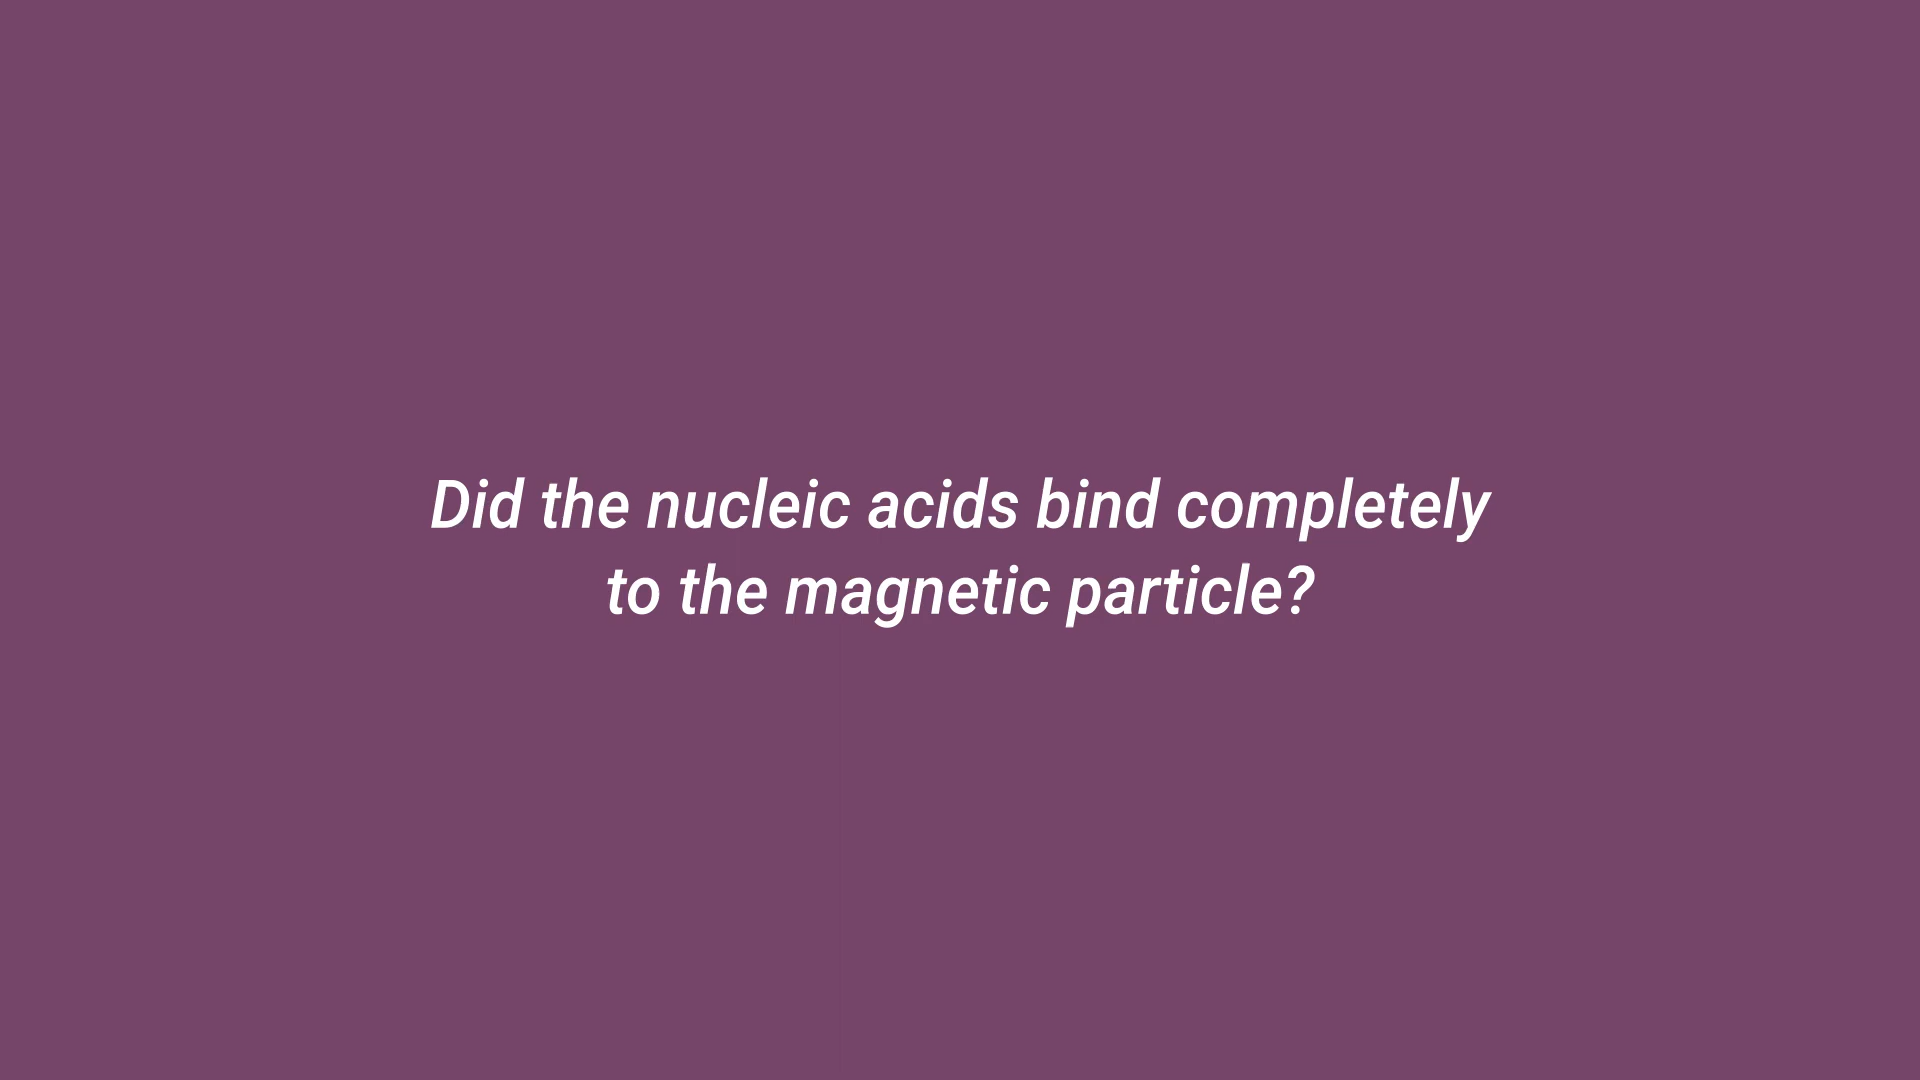 Did the nucleic acids bind completely
to the magnetic particle?